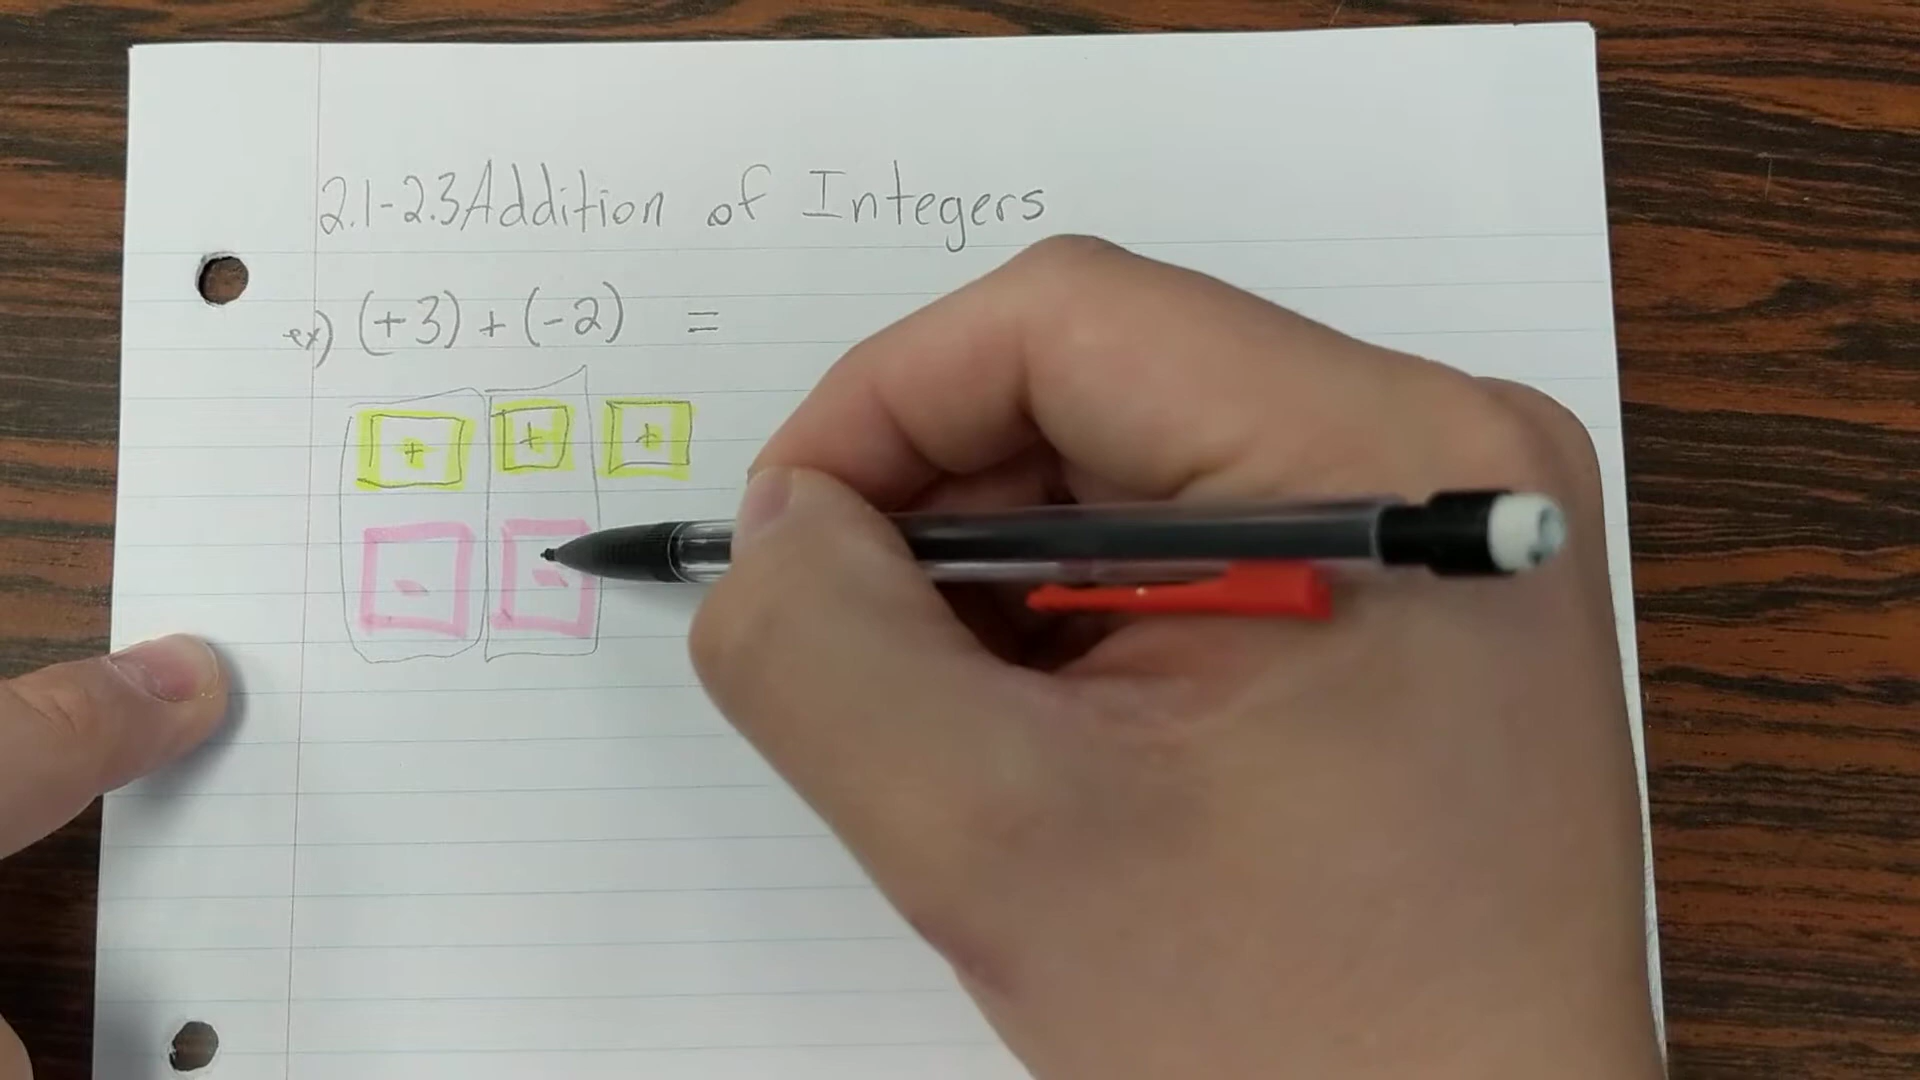 2.1-2.3 Addition of Integers
ex) (+3) + (-2) =
+ + +
- -